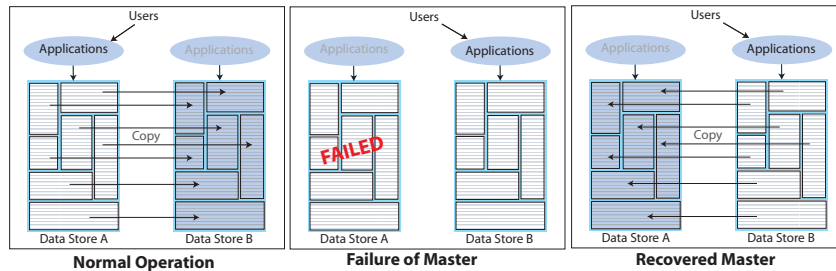 Users
Applications
Applications
Copy
Data Store A
Data Store B
Normal Operation
Users
Applications
Applications
FAILED
Data Store A
Data Store B
Failure of Master
Users
Applications
Applications
Copy
Data Store A
Data Store B
Recovered Master